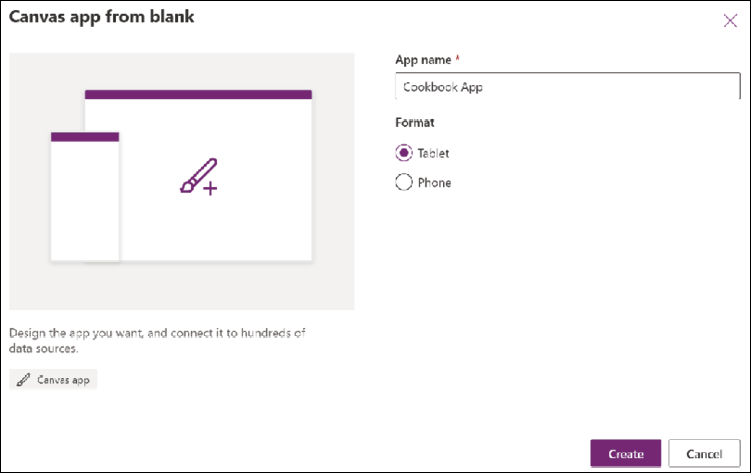 Canvas app from blank
App name *
Cookbook App
Format
Tablet
Phone
Design the app you want, and connect it to hundreds of
data sources.
Canvas app
Create
Cancel